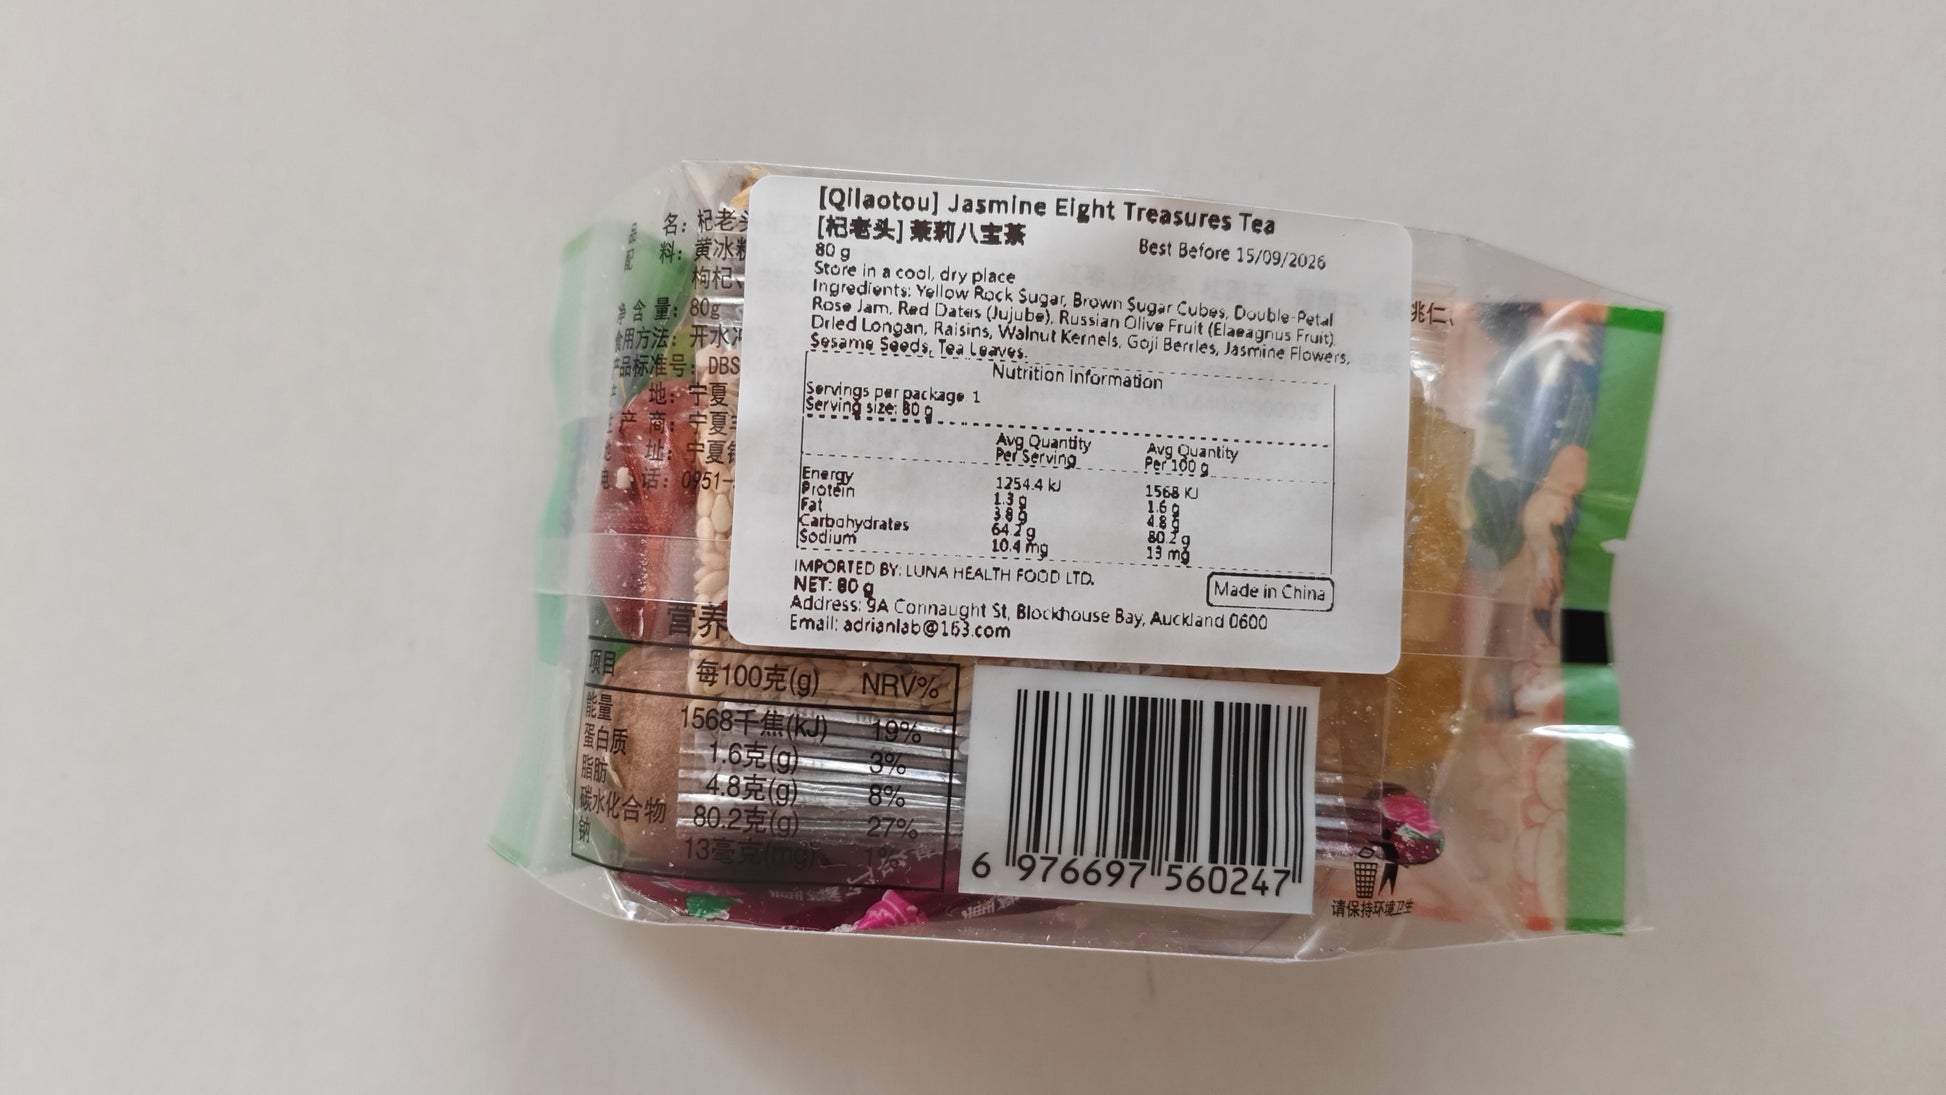 [Qilaotou] Jasmine Eight Treasures Tea
[杞老头] 茉莉八宝茶
Best Before 15/09/2026
80 g
Store in a cool, dry place
Ingredients: Yellow Rock Sugar, Brown Sugar Cubes, Double-Petal
Rose Jam, Red Dates (Jujube), Russian Olive Fruit (Elaeagnus Fruit),
Dried Longan, Raisins, Walnut Kernels, Goji Berries, Jasmine Flowers,
Sesame Seeds, Tea Leaves.
Nutrition Information
Servings per package 1
Serving size: 80 g
Avg Quantity Avg Quantity
Per Serving Per 100 g
Energy 1254.4 kJ 1568 KJ
Protein 1.3 g 1.6 g
Fat 3.8 g 4.8 g
Carbohydrates 64.2 g 80.2 g
Sodium 10.4 mg 13 mg
IMPORTED BY: LUNA HEALTH FOOD LTD.
NET: 80 g
Made in China
Address: 9A Connaught St, Blockhouse Bay, Auckland 0600
Email: adrianlab@163.com
品 名: 杞老头
配 料: 黄冰糖
枸杞、
桃仁、
净 含 量: 80g
食用方法: 开水冲
产品标准号: DBS
产 地: 宁夏
生 产 商: 宁夏
地 址: 宁夏银
电 话: 0951-
营养
项目 每100克(g) NRV%
能量 1568千焦(kJ) 19%
蛋白质 1.6克(g) 3%
脂肪 4.8克(g) 8%
碳水化合物 80.2克(g) 27%
钠 13毫克(mg) 1%
6 976697 560247
请保持环境卫生